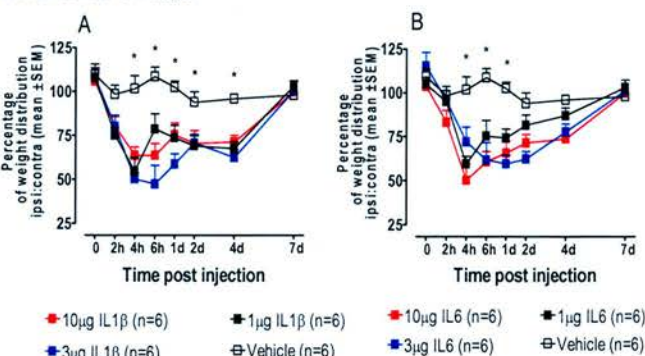 A
B
Percentage
of weight distribution
ipsi:contra (mean ±SEM)
125
100
75
50
25
* * * * *
0 2h 4h 6h 1d 2d 4d 7d
Time post injection
Percentage
of weight distribution
ipsi:contra (mean ±SEM)
125
100
75
50
25
* * *
0 2h 4h 6h 1d 2d 4d 7d
Time post injection
10µg IL1β (n=6)
1µg IL1β (n=6)
3µg IL1β (n=6)
Vehicle (n=6)
10µg IL6 (n=6)
1µg IL6 (n=6)
3µg IL6 (n=6)
Vehicle (n=6)